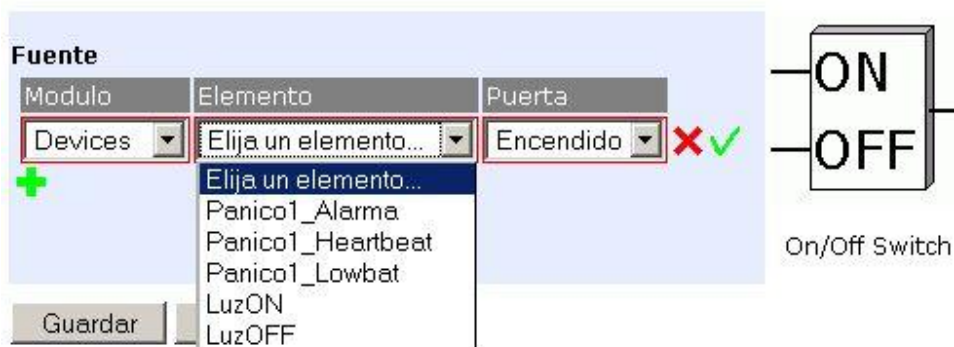 Fuente
Modulo Elemento Puerta
Devices Elija un elemento... Encendido
Elija un elemento...
Panico1_Alarma
Panico1_Heartbeat
Panico1_Lowbat
LuzON
LuzOFF
Guardar
ON
OFF
On/Off Switch